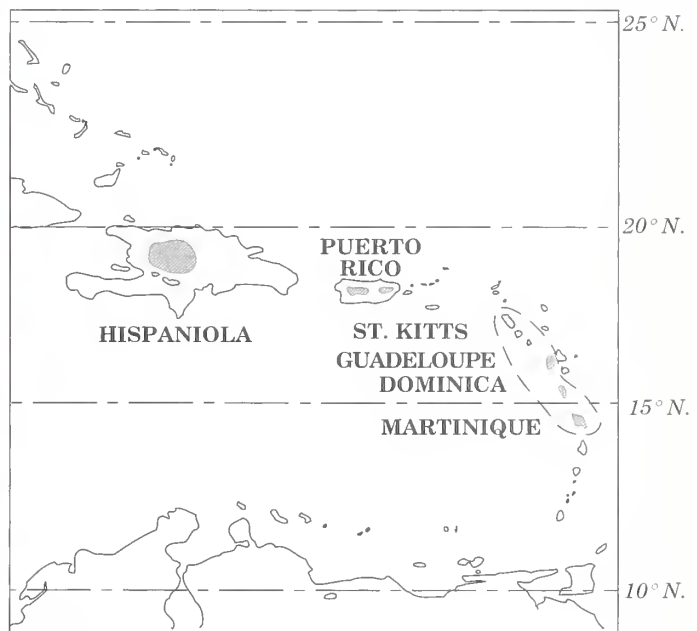 25° N.
20° N.
PUERTO
RICO
HISPANIOLA
ST. KITTS
GUADELOUPE
DOMINICA
15° N.
MARTINIQUE
10° N.